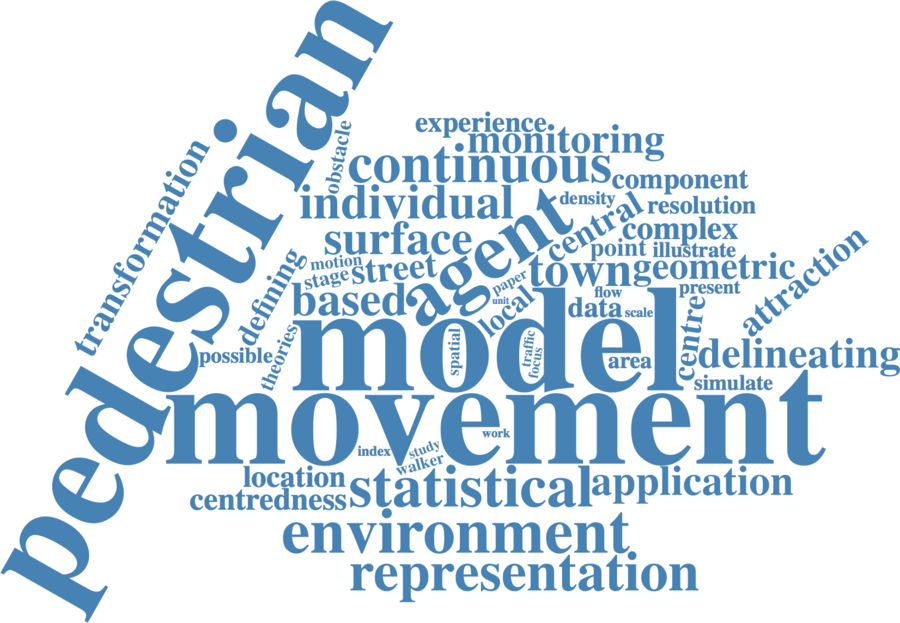 pedestrian
experience
monitoring
obstacle
continuous
transformation
component
individual
density
resolution
agent
central
complex
surface
point
illustrate
attraction
motion
street
town
geometric
defining
stage
paper
present
based
unit
local
flow
data
scale
model
theories
possible
spatial
traffic
focus
area
centre
delineating
simulate
movement
work
index
study
walker
location
centredness
statistical
application
environment
representation